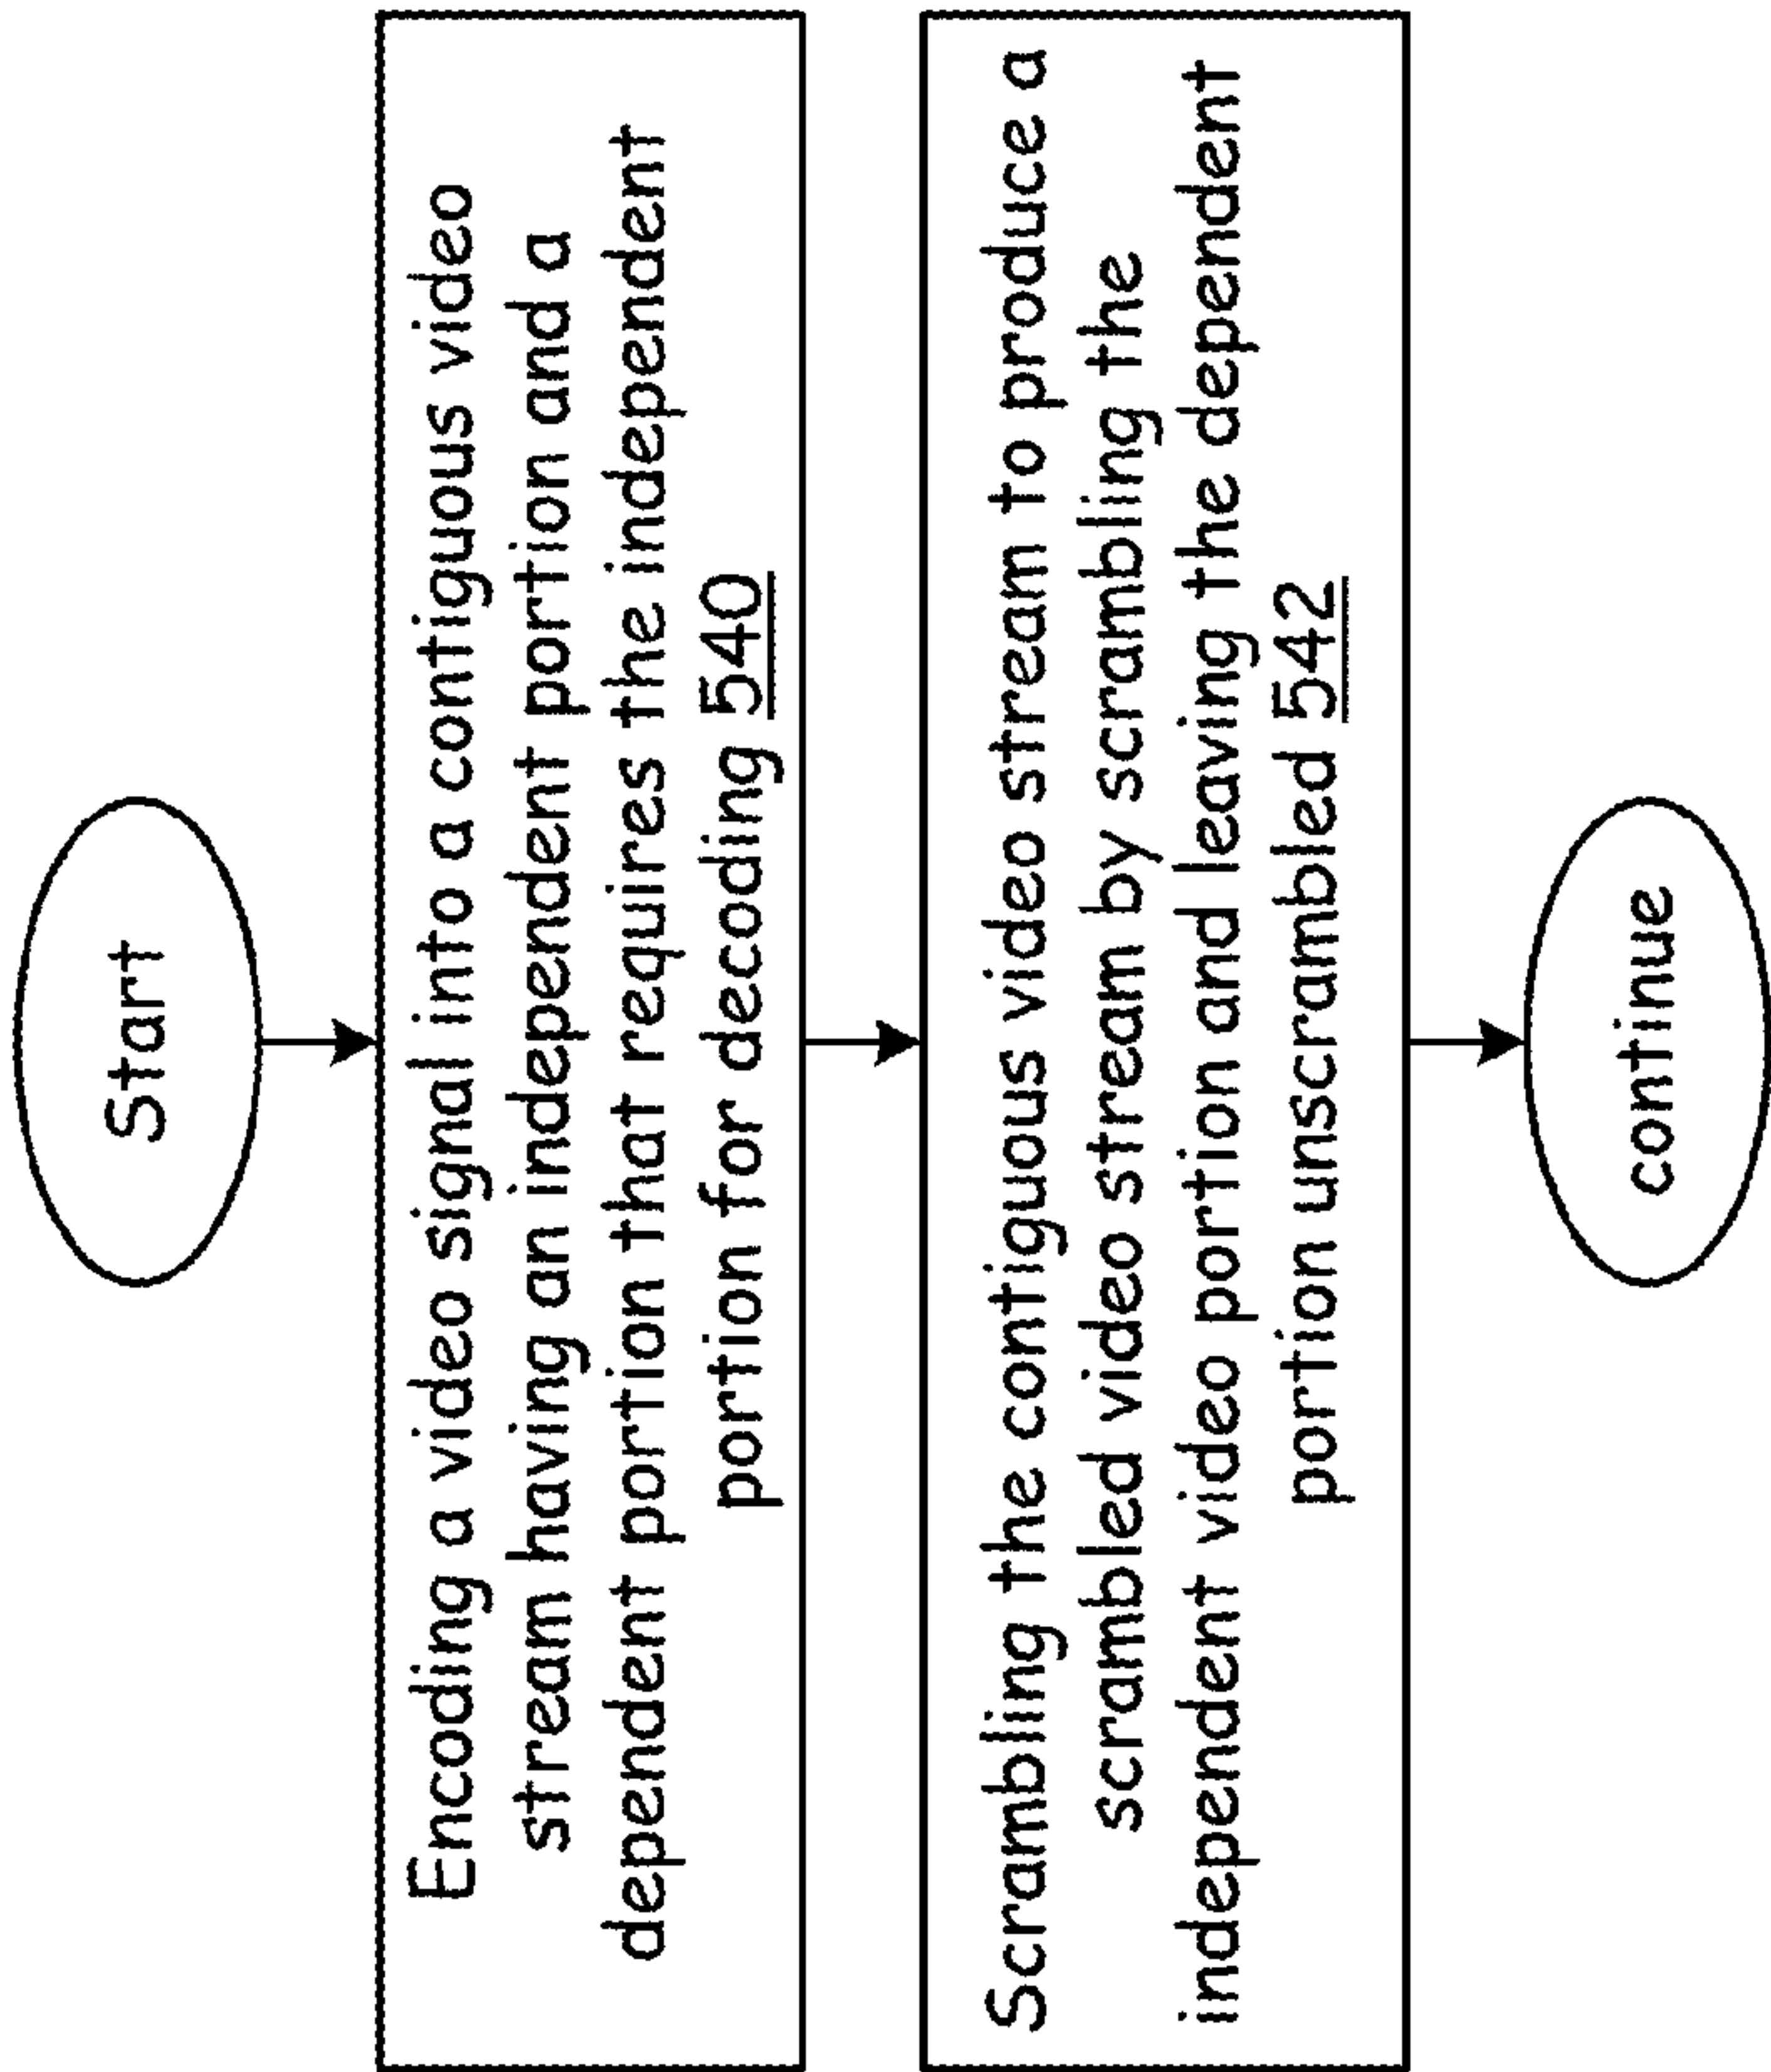 Start
Encoding a video signal into a contiguous video
stream having an independent portion and a
dependent portion that requires the independent
portion for decoding 540
Scrambling the contiguous video stream to produce a
scrambled video stream by scrambling the
independent video portion and leaving the dependent
portion unscrambled 542
continue